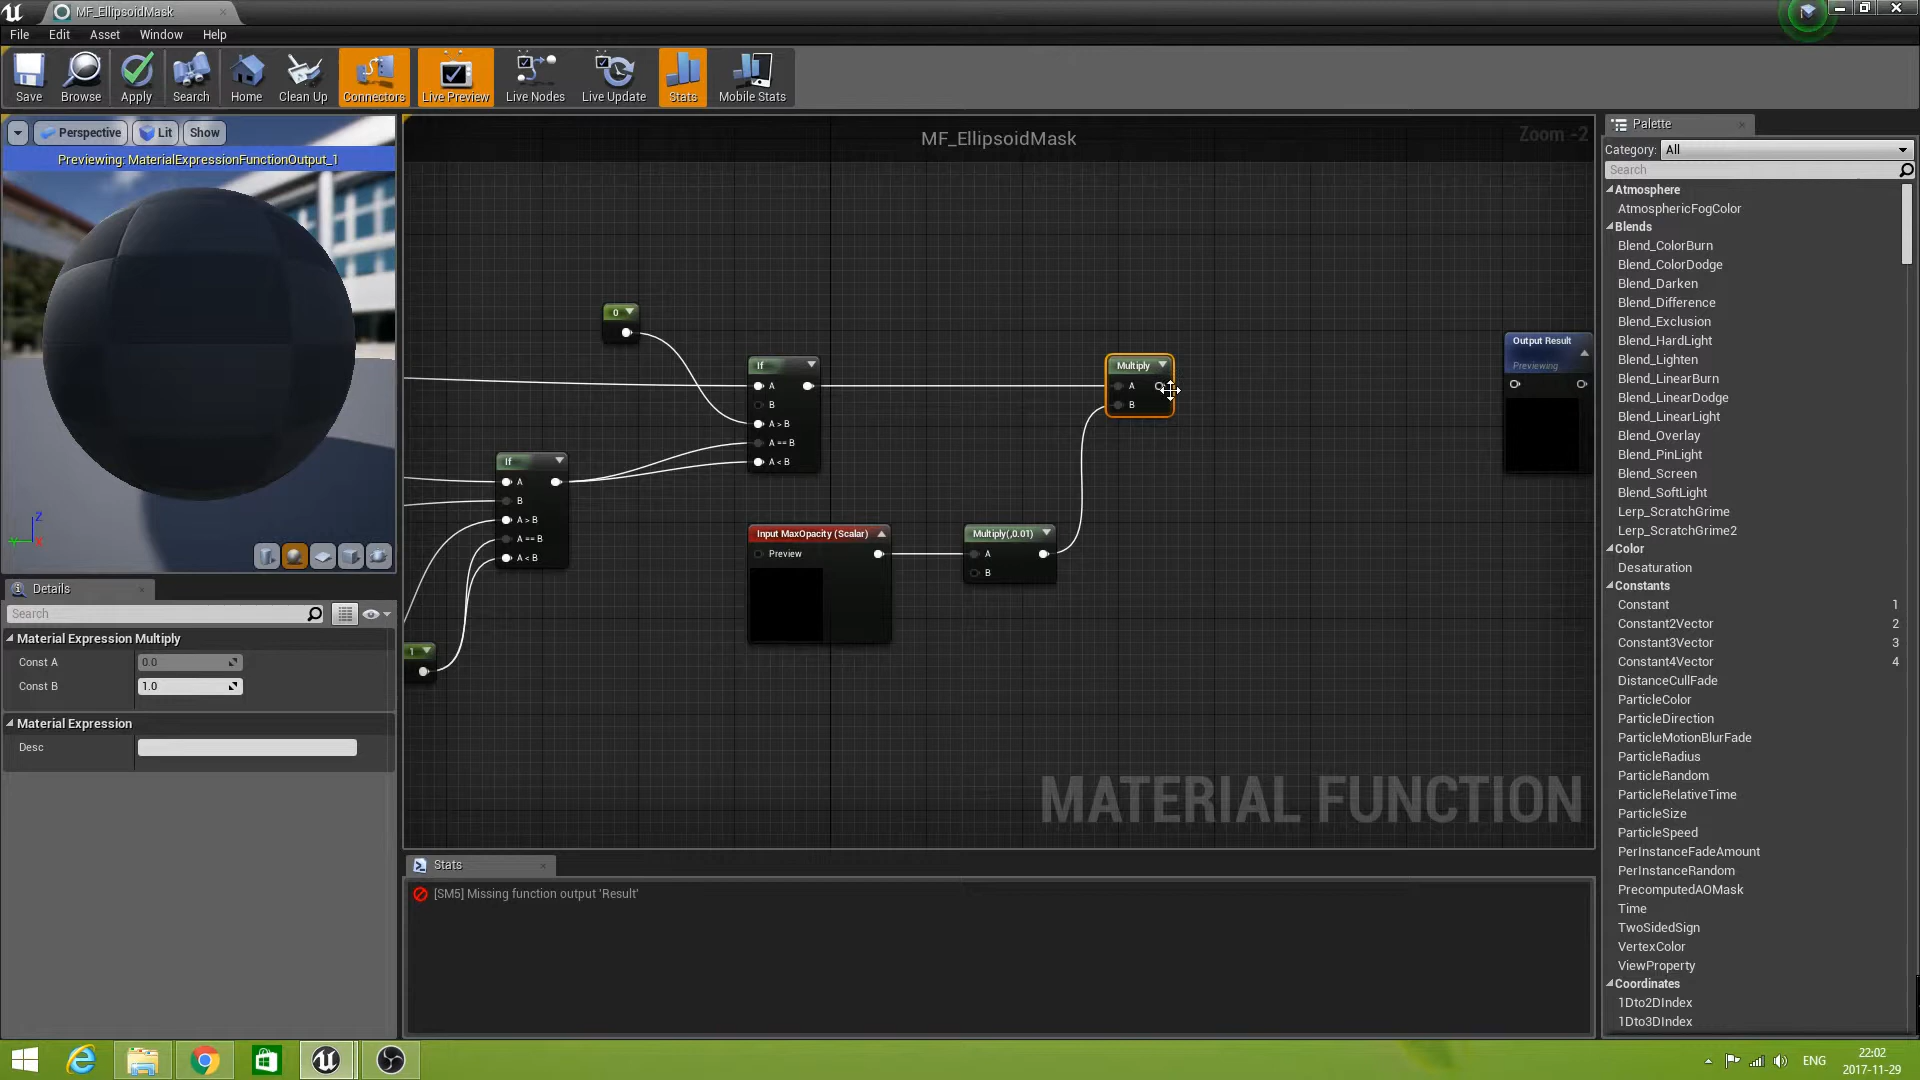 MF_EllipsoidMask
File Edit Asset Window Help
Save Browse Apply Search Home Clean Up Connectors Live Preview Live Nodes Live Update Stats Mobile Stats
Perspective Lit Show
Previewing: MaterialExpressionFunctionOutput_1
Z
Y
X
Details
Search
Material Expression Multiply
Const A 0.0
Const B 1.0
Material Expression
Desc
MF_EllipsoidMask
Zoom -2
0
If
A
B
A > B
A == B
A < B
If
A
B
A > B
A == B
A < B
1
Input MaxOpacity (Scalar)
Preview
Multiply(,0.01)
A
B
Multiply
A
B
Output Result
Previewing
MATERIAL FUNCTION
Stats
[SM5] Missing function output 'Result'
Palette
Category: All
Search
Atmosphere
AtmosphericFogColor
Blends
Blend_ColorBurn
Blend_ColorDodge
Blend_Darken
Blend_Difference
Blend_Exclusion
Blend_HardLight
Blend_Lighten
Blend_LinearBurn
Blend_LinearDodge
Blend_LinearLight
Blend_Overlay
Blend_PinLight
Blend_Screen
Blend_SoftLight
Lerp_ScratchGrime
Lerp_ScratchGrime2
Color
Desaturation
Constants
Constant 1
Constant2Vector 2
Constant3Vector 3
Constant4Vector 4
DistanceCullFade
ParticleColor
ParticleDirection
ParticleMotionBlurFade
ParticleRadius
ParticleRandom
ParticleRelativeTime
ParticleSize
ParticleSpeed
PerInstanceFadeAmount
PerInstanceRandom
PrecomputedAOMask
Time
TwoSidedSign
VertexColor
ViewProperty
Coordinates
1Dto2DIndex
1Dto3DIndex
ENG
22:02
2017-11-29